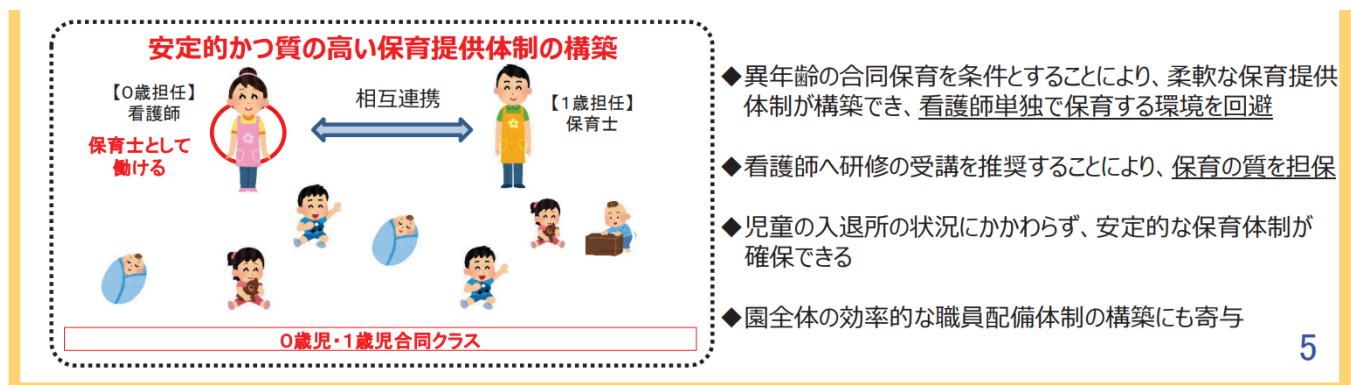 安定的かつ質の高い保育提供体制の構築
【0歳担任】
看護師
保育士として
働ける
相互連携
【1歳担任】
保育士
0歳児・1歳児合同クラス
◆異年齢の合同保育を条件とすることにより、柔軟な保育提供
体制が構築でき、看護師単独で保育する環境を回避
◆看護師へ研修の受講を推奨することにより、保育の質を担保
◆児童の入退所の状況にかかわらず、安定的な保育体制が
確保できる
◆園全体の効率的な職員配備体制の構築にも寄与
5